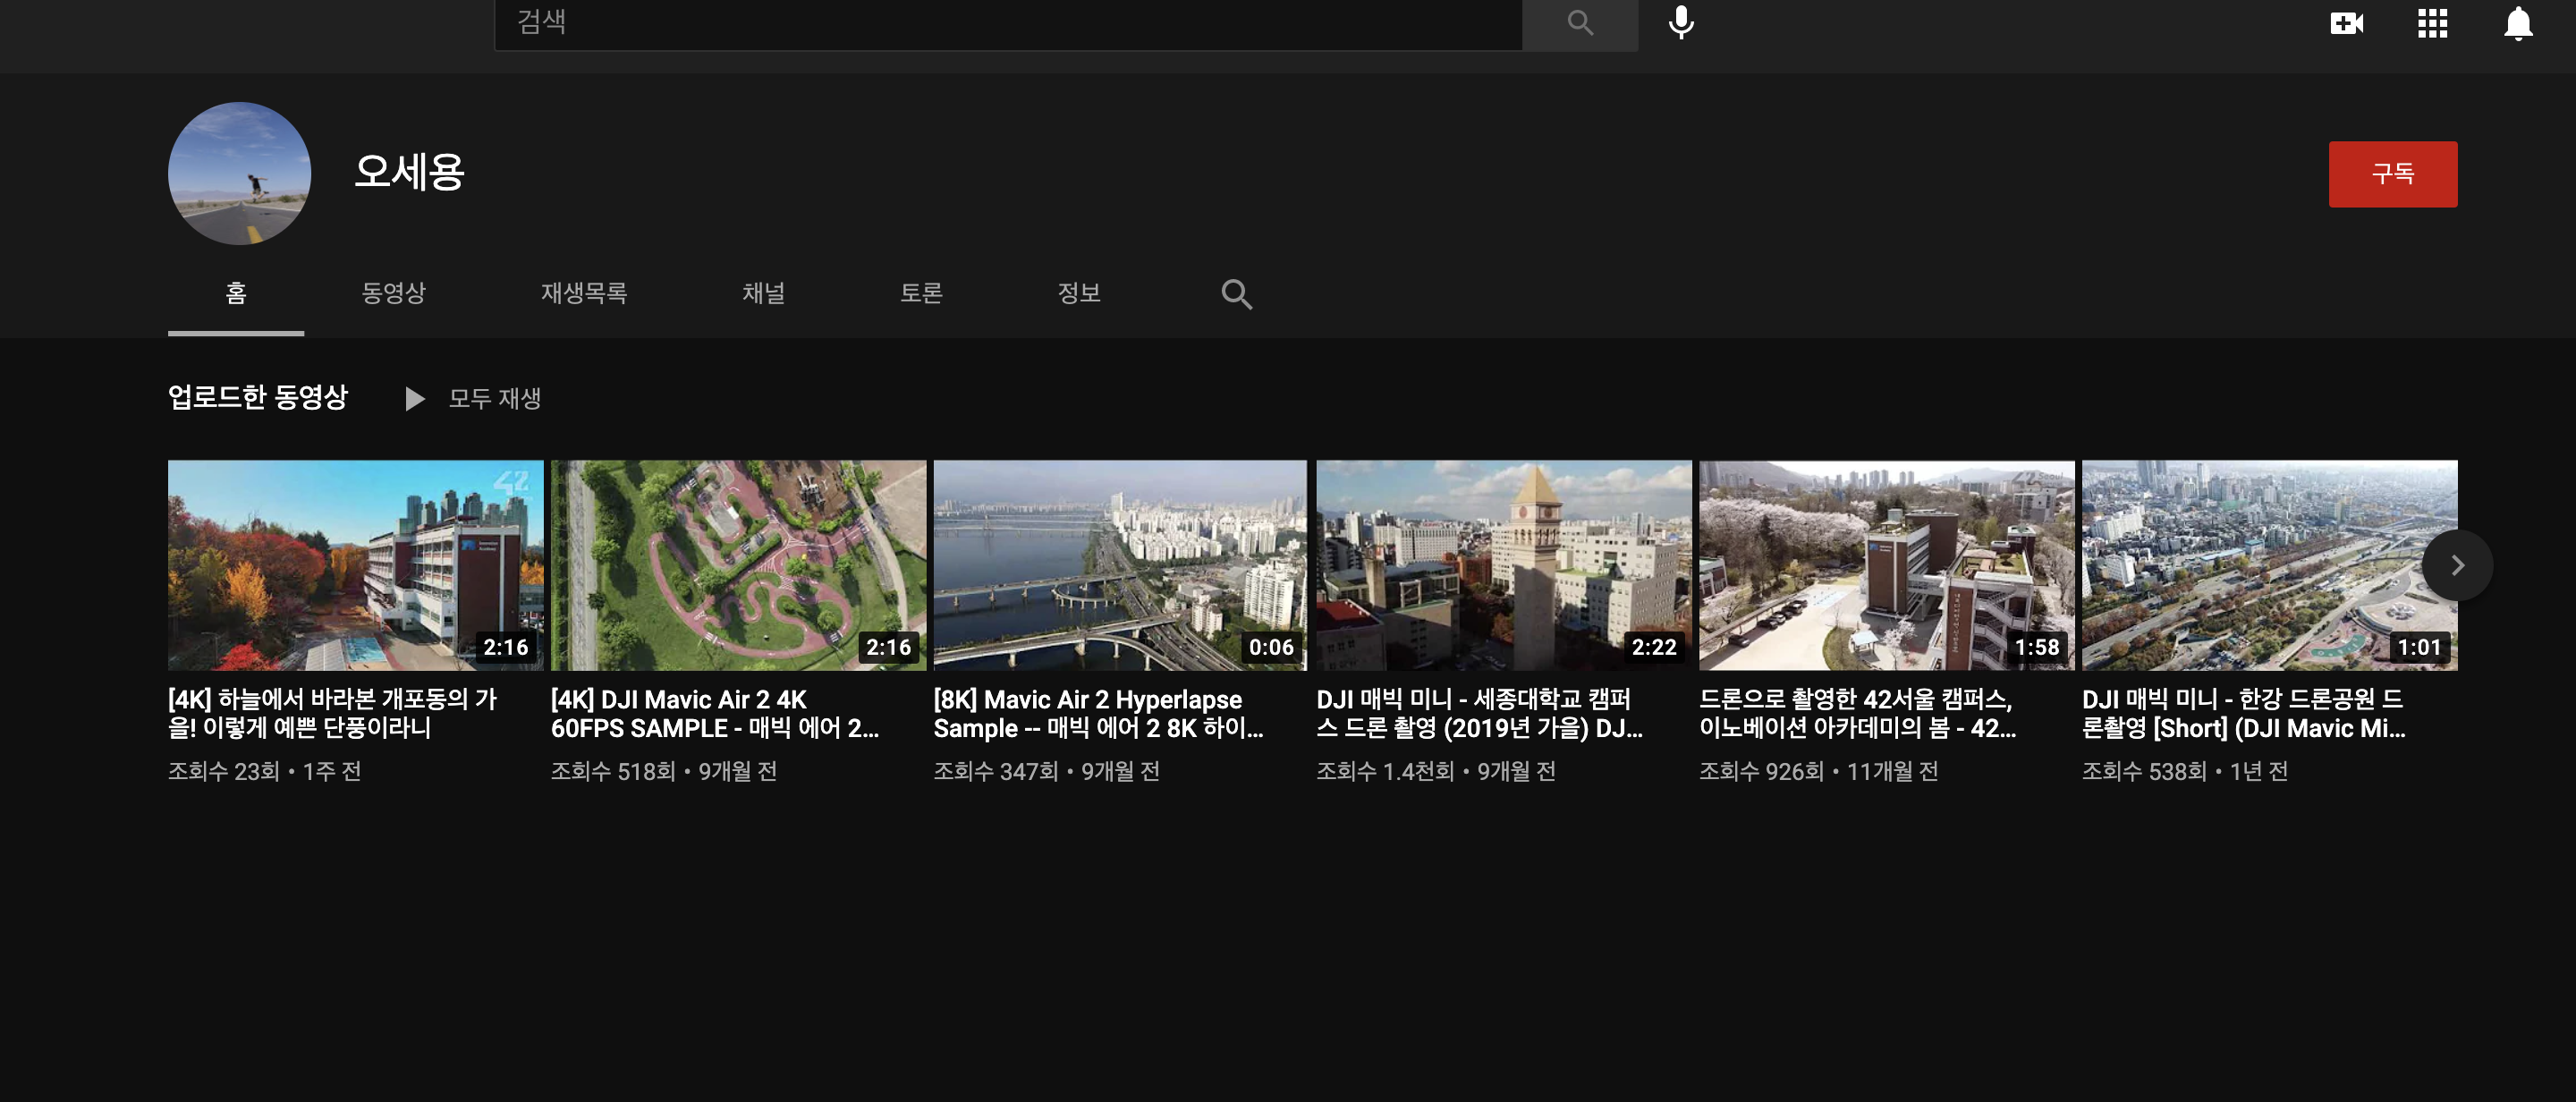 검색
오세용
구독
홈 동영상 재생목록 채널 토론 정보
업로드한 동영상 모두 재생
42
2:16
2:16
0:06
2:22
1:58
1:01
[4K] 하늘에서 바라본 개포동의 가
을! 이렇게 예쁜 단풍이라니
조회수 23회 • 1주 전
[4K] DJI Mavic Air 2 4K
60FPS SAMPLE - 매빅 에어 2...
조회수 518회 • 9개월 전
[8K] Mavic Air 2 Hyperlapse
Sample -- 매빅 에어 2 8K 하이...
조회수 347회 • 9개월 전
DJI 매빅 미니 - 세종대학교 캠퍼
스 드론 촬영 (2019년 가을) DJ...
조회수 1.4천회 • 9개월 전
드론으로 촬영한 42서울 캠퍼스,
이노베이션 아카데미의 봄 - 42...
조회수 926회 • 11개월 전
DJI 매빅 미니 - 한강 드론공원 드
론촬영 [Short] (DJI Mavic Mi...
조회수 538회 • 1년 전